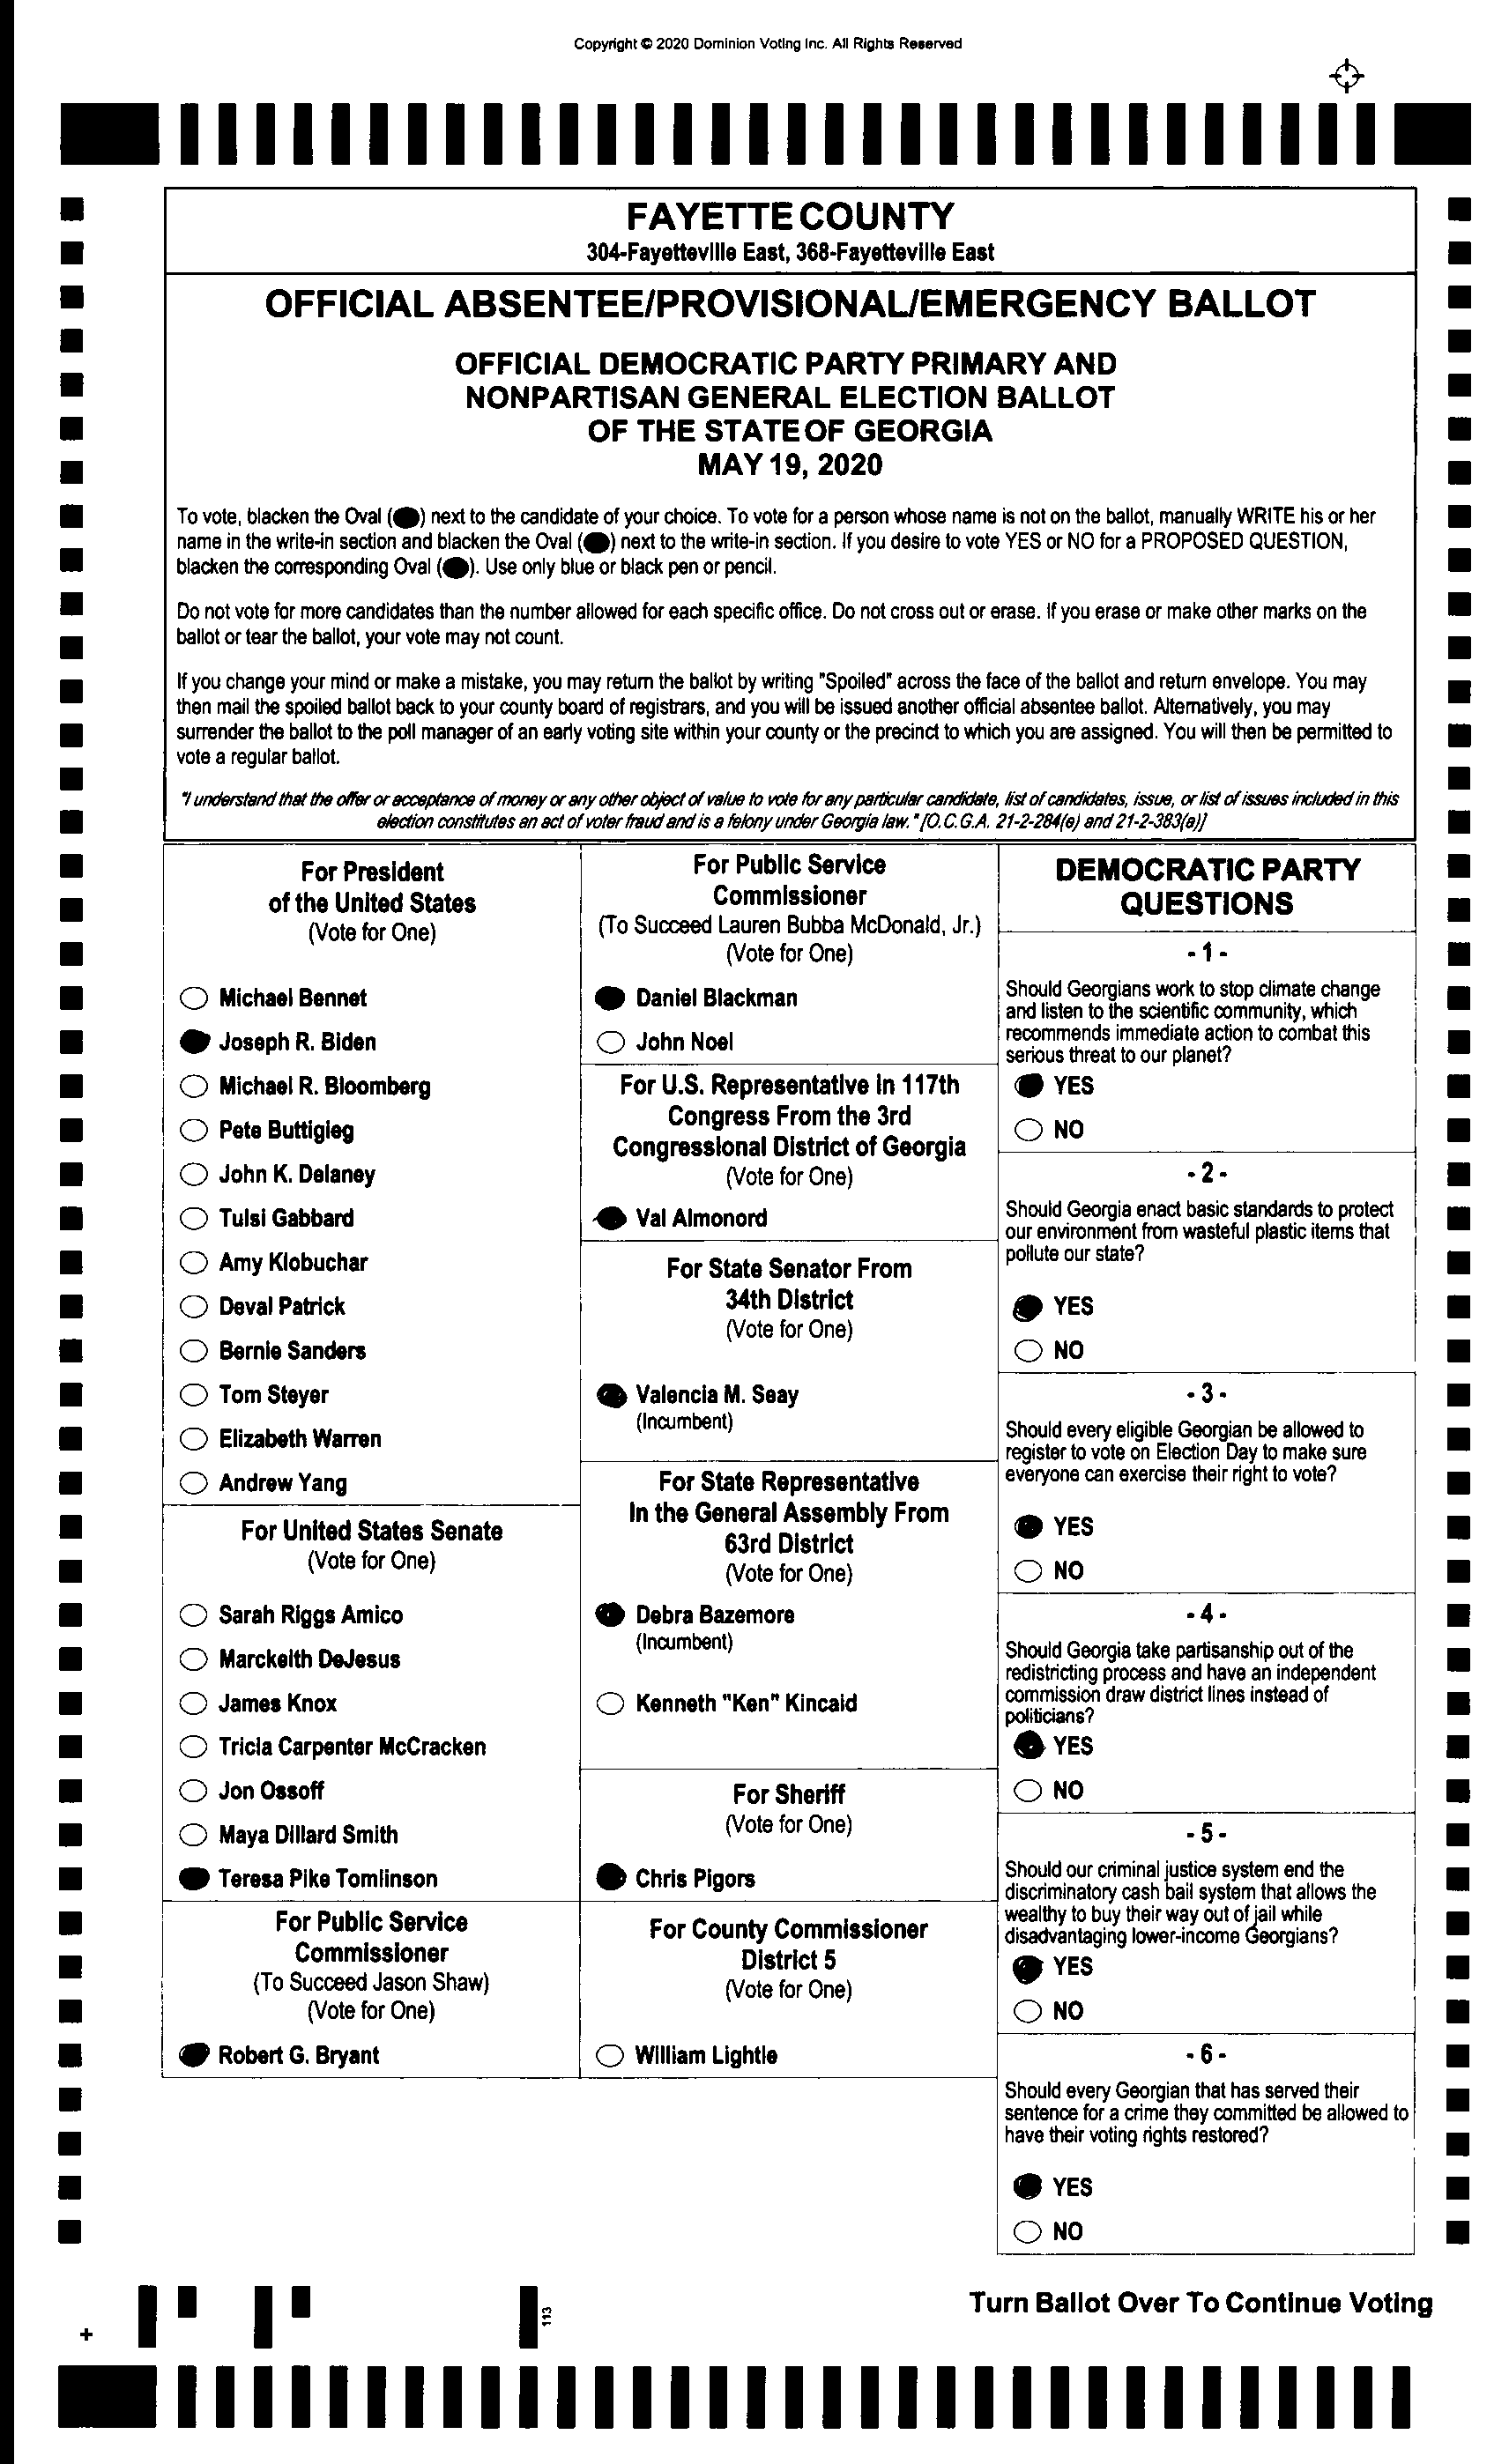 Copyright © 2020 Dominion Voting Inc. All Rights Reserved
FAYETTE COUNTY
304-Fayetteville East, 368-Fayetteville East
OFFICIAL ABSENTEE/PROVISIONAL/EMERGENCY BALLOT
OFFICIAL DEMOCRATIC PARTY PRIMARY AND
NONPARTISAN GENERAL ELECTION BALLOT
OF THE STATE OF GEORGIA
MAY 19, 2020
To vote, blacken the Oval ( ) next to the candidate of your choice. To vote for a person whose name is not on the ballot, manually WRITE his or her
name in the write-in section and blacken the Oval ( ) next to the write-in section. If you desire to vote YES or NO for a PROPOSED QUESTION,
blacken the corresponding Oval ( ). Use only blue or black pen or pencil.
Do not vote for more candidates than the number allowed for each specific office. Do not cross out or erase. If you erase or make other marks on the
ballot or tear the ballot, your vote may not count.
If you change your mind or make a mistake, you may return the ballot by writing "Spoiled" across the face of the ballot and return envelope. You may
then mail the spoiled ballot back to your county board of registrars, and you will be issued another official absentee ballot. Alternatively, you may
surrender the ballot to the poll manager of an early voting site within your county or the precinct to which you are assigned. You will then be permitted to
vote a regular ballot.
"I understand that the offer or acceptance of money or any other object of value to vote for any particular candidate, list of candidates, issue, or list of issues included in this
election constitutes an act of voter fraud and is a felony under Georgia law." [O.C.G.A. 21-2-284(e) and 21-2-383(a)]
For President
of the United States
(Vote for One)
Michael Bennet
Joseph R. Biden
Michael R. Bloomberg
Pete Buttigieg
John K. Delaney
Tulsi Gabbard
Amy Klobuchar
Deval Patrick
Bernie Sanders
Tom Steyer
Elizabeth Warren
Andrew Yang
For United States Senate
(Vote for One)
Sarah Riggs Amico
Marckeith DeJesus
James Knox
Tricia Carpenter McCracken
Jon Ossoff
Maya Dillard Smith
Teresa Pike Tomlinson
For Public Service
Commissioner
(To Succeed Jason Shaw)
(Vote for One)
Robert G. Bryant
For Public Service
Commissioner
(To Succeed Lauren Bubba McDonald, Jr.)
(Vote for One)
Daniel Blackman
John Noel
For U.S. Representative in 117th
Congress From the 3rd
Congressional District of Georgia
(Vote for One)
Val Almonord
For State Senator From
34th District
(Vote for One)
Valencia M. Seay
(Incumbent)
For State Representative
In the General Assembly From
63rd District
(Vote for One)
Debra Bazemore
(Incumbent)
Kenneth "Ken" Kincaid
For Sheriff
(Vote for One)
Chris Pigors
For County Commissioner
District 5
(Vote for One)
William Lightle
DEMOCRATIC PARTY
QUESTIONS
- 1 -
Should Georgians work to stop climate change
and listen to the scientific community, which
recommends immediate action to combat this
serious threat to our planet?
YES
NO
- 2 -
Should Georgia enact basic standards to protect
our environment from wasteful plastic items that
pollute our state?
YES
NO
- 3 -
Should every eligible Georgian be allowed to
register to vote on Election Day to make sure
everyone can exercise their right to vote?
YES
NO
- 4 -
Should Georgia take partisanship out of the
redistricting process and have an independent
commission draw district lines instead of
politicians?
YES
NO
- 5 -
Should our criminal justice system end the
discriminatory cash bail system that allows the
wealthy to buy their way out of jail while
disadvantaging lower-income Georgians?
YES
NO
- 6 -
Should every Georgian that has served their
sentence for a crime they committed be allowed to
have their voting rights restored?
YES
NO
Turn Ballot Over To Continue Voting
113